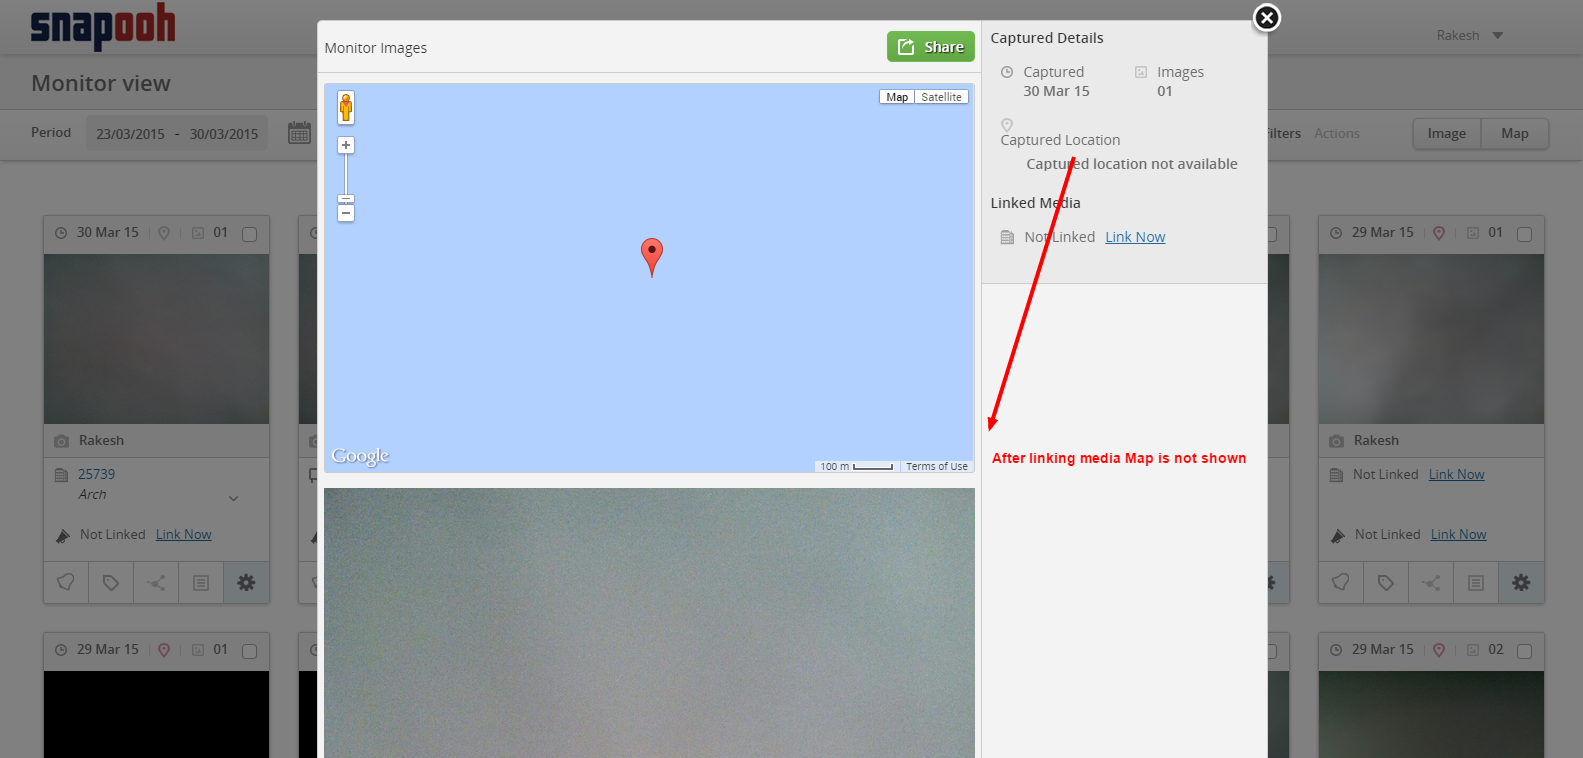 snapooh
Rakesh
Monitor view
Period 23/03/2015 - 30/03/2015
ilters Actions Image Map
Monitor Images Share
Map Satellite
Google
100 m Terms of Use
Captured Details
Captured Images
30 Mar 15 01
Captured Location
Captured location not available
Linked Media
Not Linked Link Now
After linking media Map is not shown
30 Mar 15 01
Rakesh
25739
Arch
Not Linked Link Now
29 Mar 15 01
Rakesh
Not Linked Link Now
Not Linked Link Now
29 Mar 15 01
29 Mar 15 02